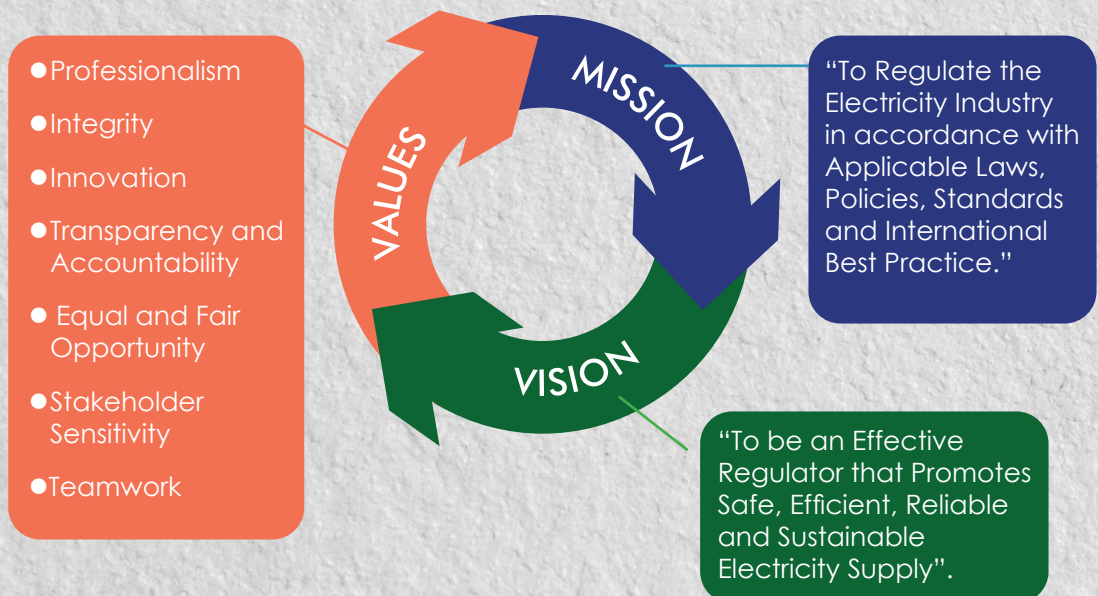 ●Professionalism
●Integrity
●Innovation
●Transparency and
Accountability
● Equal and Fair
Opportunity
●Stakeholder
Sensitivity
●Teamwork
VALUES
MISSION
VISION
“To Regulate the
Electricity Industry
in accordance with
Applicable Laws,
Policies, Standards
and International
Best Practice.”
“To be an Effective
Regulator that Promotes
Safe, Efficient, Reliable
and Sustainable
Electricity Supply”.